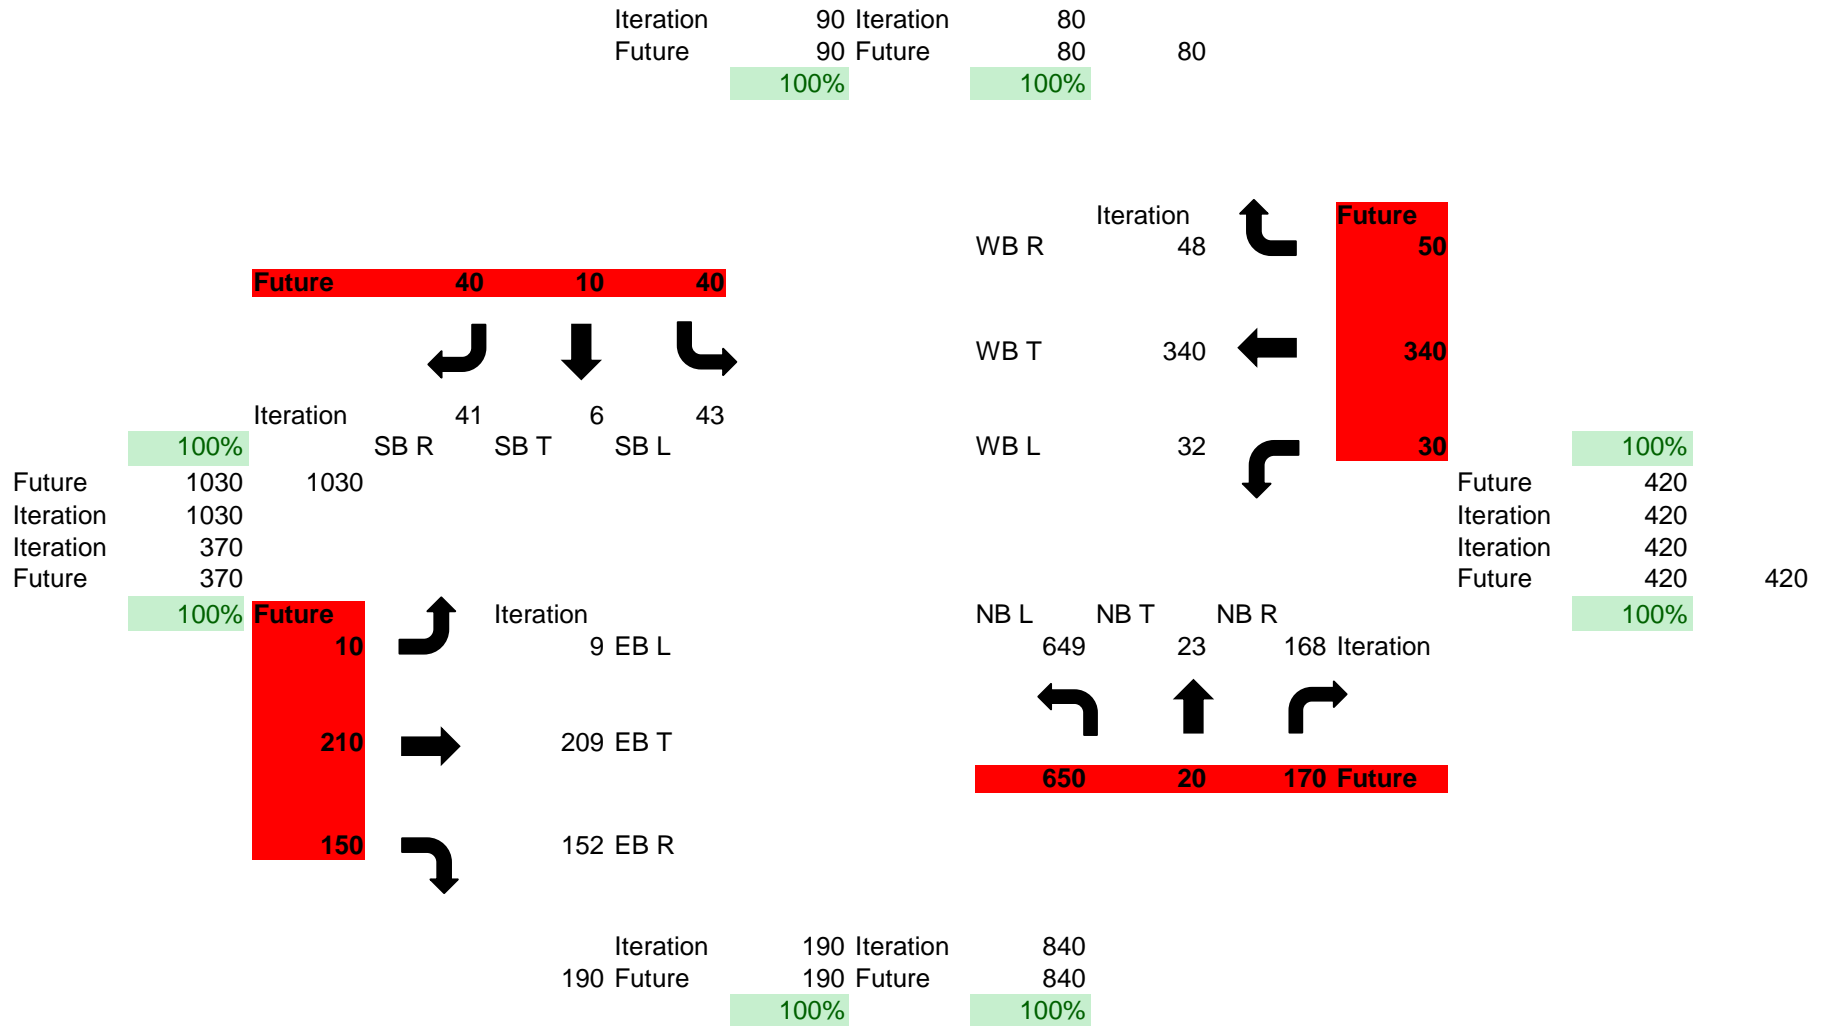 Iteration 90 Iteration 80
Future 90 Future 80 80
100% 100%
Iteration Future
WB R 48 50
Future 40 10 40
WB T 340 340
Iteration 41 6 43
100% SB R SB T SB L WB L 32 30 100%
Future 1030 1030 Future 420
Iteration 1030 Iteration 420
Iteration 370 Iteration 420
Future 370 Future 420 420
100% Future Iteration NB L NB T NB R 100%
10 9 EB L 649 23 168 Iteration
210 209 EB T
650 20 170 Future
150 152 EB R
Iteration 190 Iteration 840
190 Future 190 Future 840
100% 100%